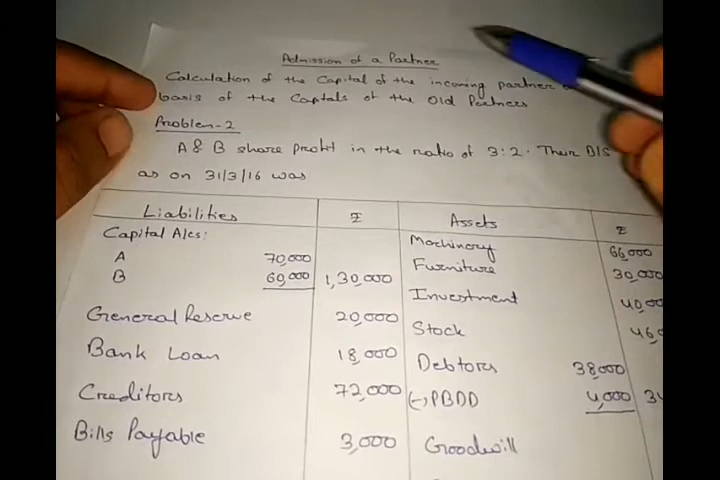 Admission of a Partner
Calculation of the Capital of the incoming partner
basis of the Capitals of the Old Partners
Problem-2
A & B share profit in the ratio of 3:2. Their B/S
as on 31/3/16 was
Liabilities ₹ Assets ₹
Capital A/cs: Machinery 66,000
A 70,000 Furniture 30,000
B 60,000 1,30,000 Investment
General Reserve 20,000 Stock
Bank Loan 18,000 Debtors 38,000
Creditors 72,000 (-) PBDD 4,000
Bills Payable 3,000 Goodwill